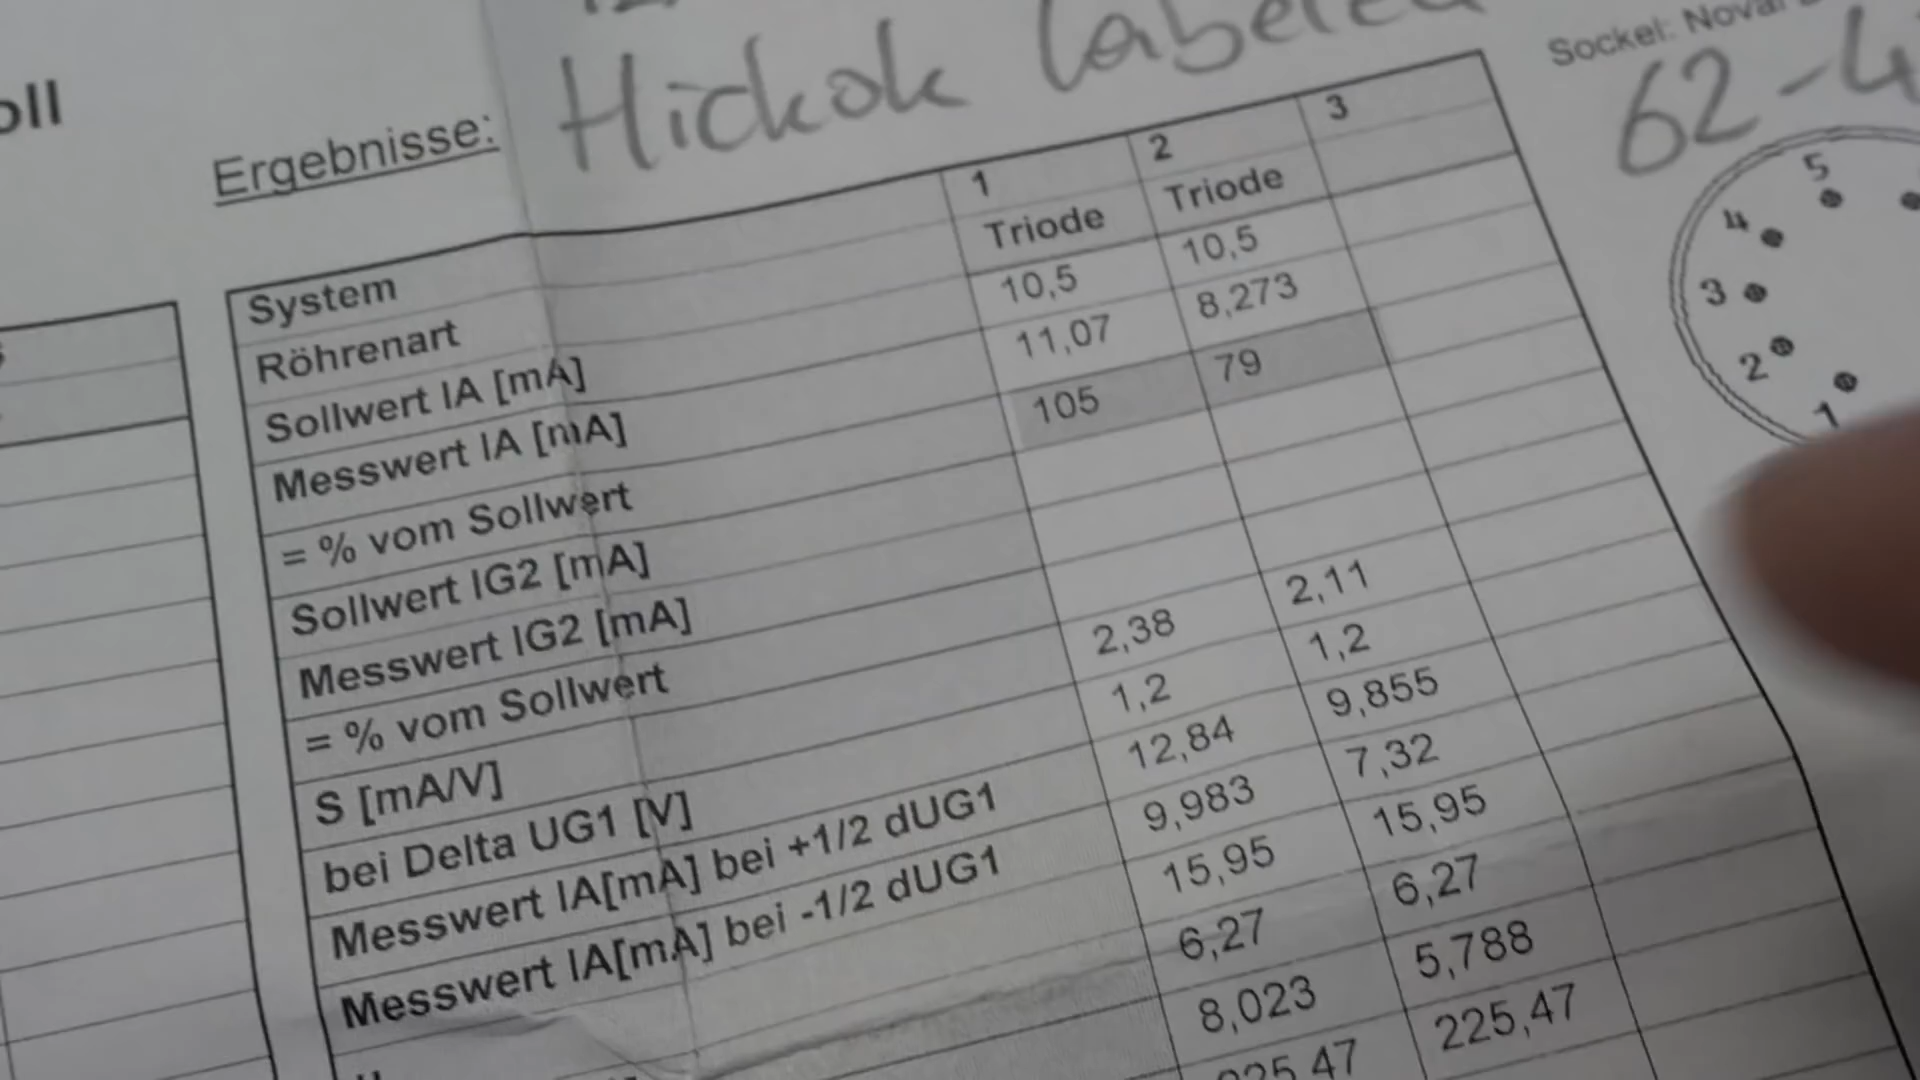 oll
Ergebnisse:
Hickok labeled
Sockel: Noval
62-4
System 1 2 3
Röhrenart Triode Triode
Sollwert IA [mA] 10,5 10,5
Messwert IA [mA] 11,07 8,273
= % vom Sollwert 105 79
Sollwert IG2 [mA]
Messwert IG2 [mA]
= % vom Sollwert
S [mA/V] 2,38 2,11
bei Delta UG1 [V] 1,2 1,2
Messwert IA[mA] bei +1/2 dUG1 12,84 9,855
Messwert IA[mA] bei -1/2 dUG1 9,983 7,32
15,95 15,95
6,27 6,27
8,023 5,788
225,47
5
4
3
2
1